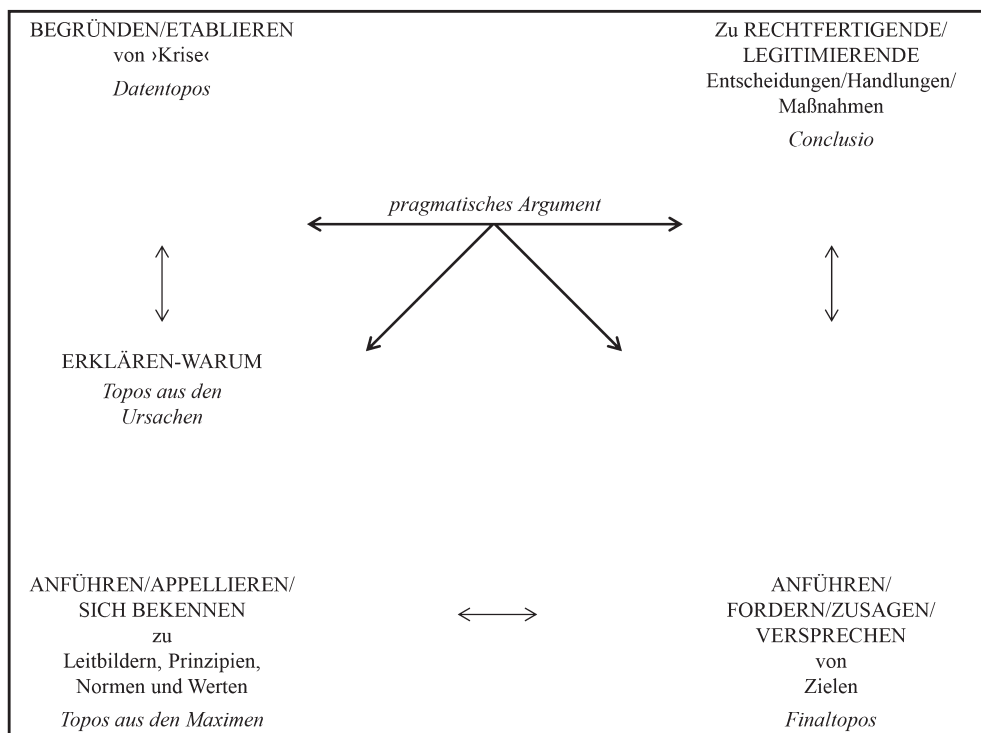 BEGRÜNDEN/ETABLIEREN
von ›Krise‹
Datentopos
Zu RECHTFERTIGENDE/
LEGITIMIERENDE
Entscheidungen/Handlungen/
Maßnahmen
Conclusio
pragmatisches Argument
ERKLÄREN-WARUM
Topos aus den
Ursachen
ANFÜHREN/APPELLIEREN/
SICH BEKENNEN
zu
Leitbildern, Prinzipien,
Normen und Werten
Topos aus den Maximen
ANFÜHREN/
FORDERN/ZUSAGEN/
VERSPRECHEN
von
Zielen
Finaltopos